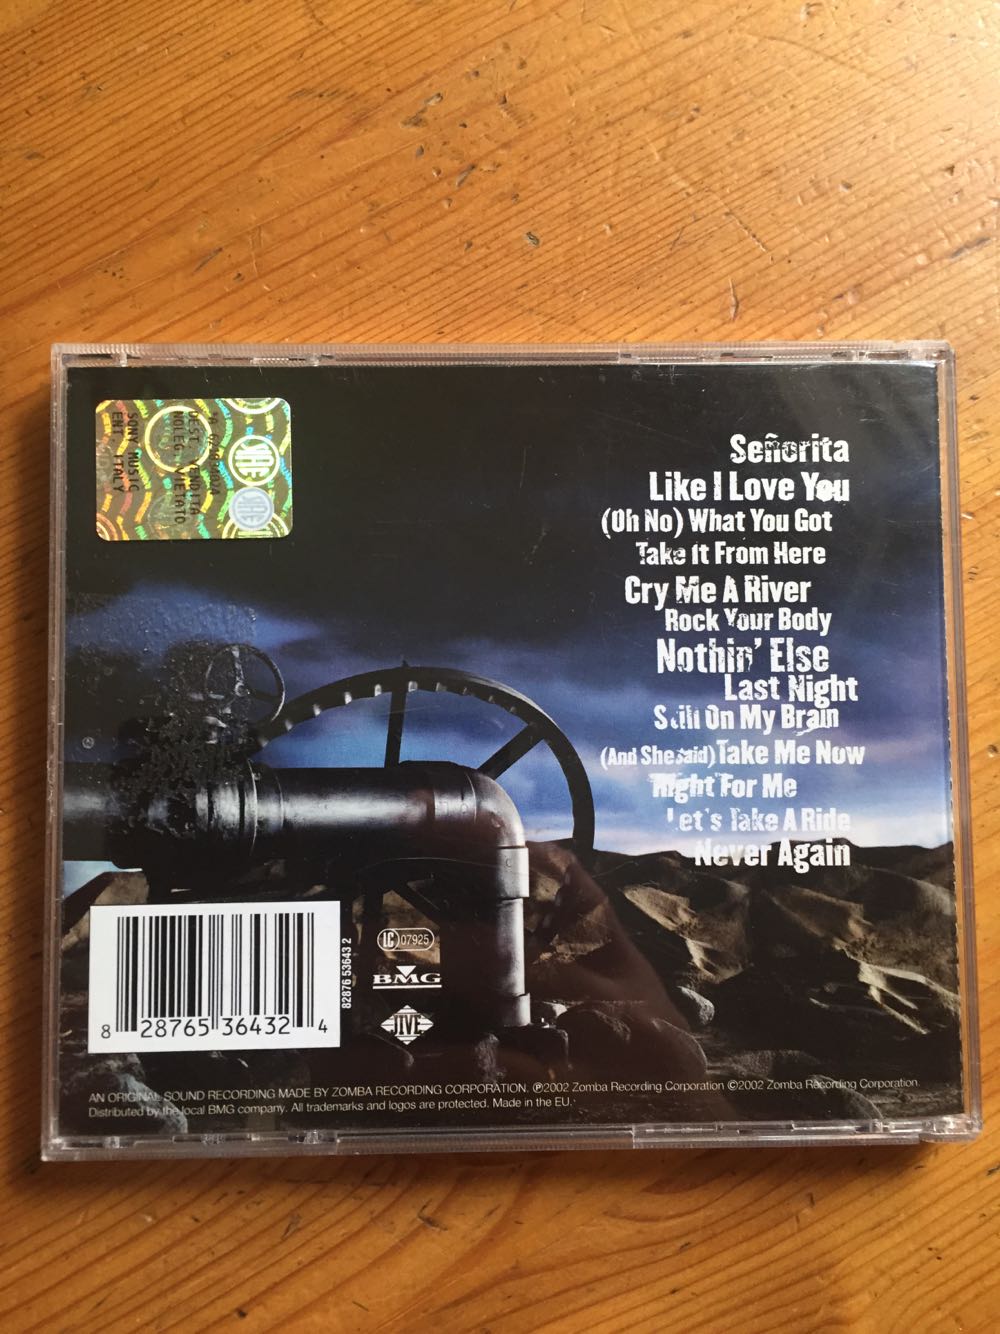 Señorita
Like I Love You
(Oh No) What You Got
Take It From Here
Cry Me A River
Rock Your Body
Nothin' Else
Last Night
Still On My Brain
(And She said) Take Me Now
Right For Me
Let's Take A Ride
Never Again
SONY MUSIC
ENT. ITALY
NOLEG. VIETATO
8 28765 36432 4
82876 53643 2
LC 07925
BMG
JIVE
AN ORIGINAL SOUND RECORDING MADE BY ZOMBA RECORDING CORPORATION. ℗2002 Zomba Recording Corporation ©2002 Zomba Recording Corporation.
Distributed by the local BMG company. All trademarks and logos are protected. Made in the EU.